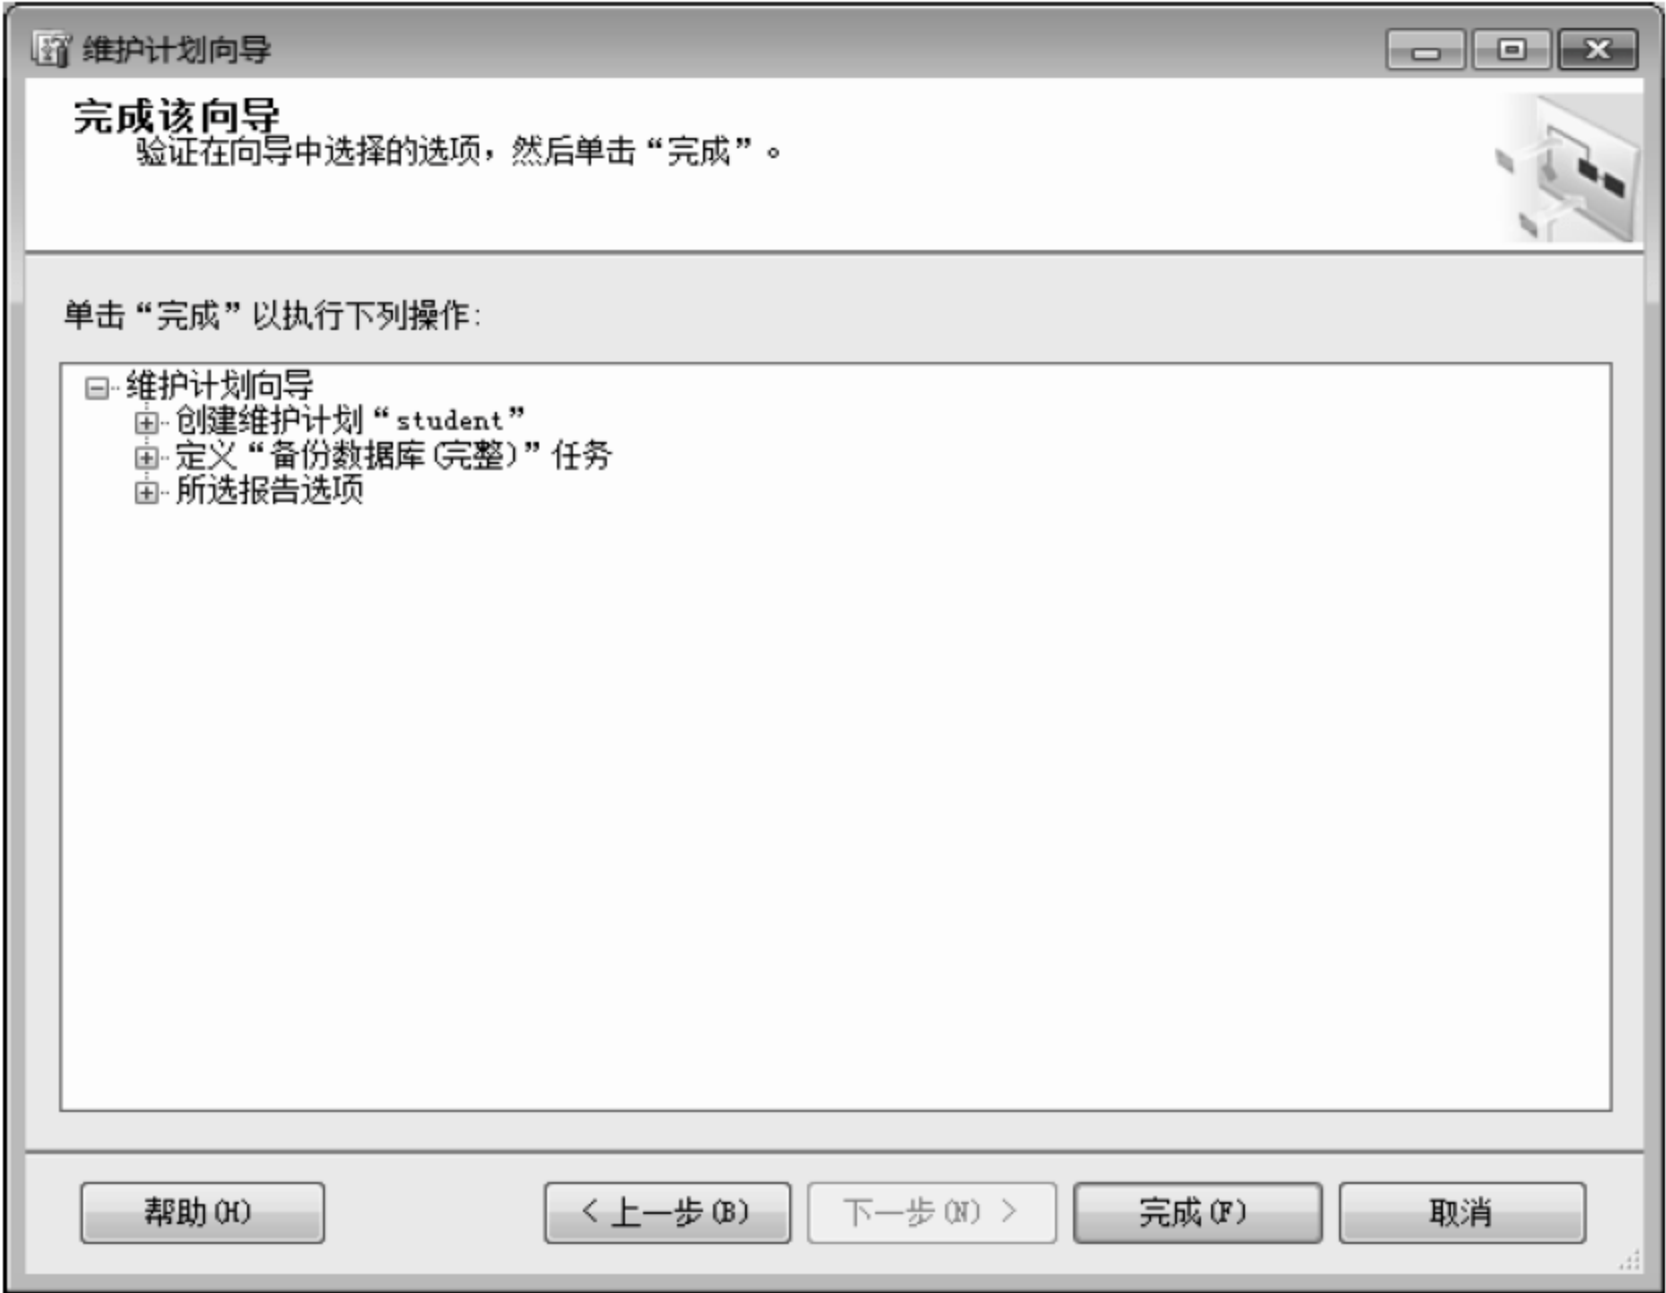 维护计划向导
完成该向导
验证在向导中选择的选项，然后单击“完成”。
单击“完成”以执行下列操作:
维护计划向导
创建维护计划“student”
定义“备份数据库(完整)”任务
所选报告选项
帮助(H)
< 上一步(B)
下一步(N) >
完成(F)
取消